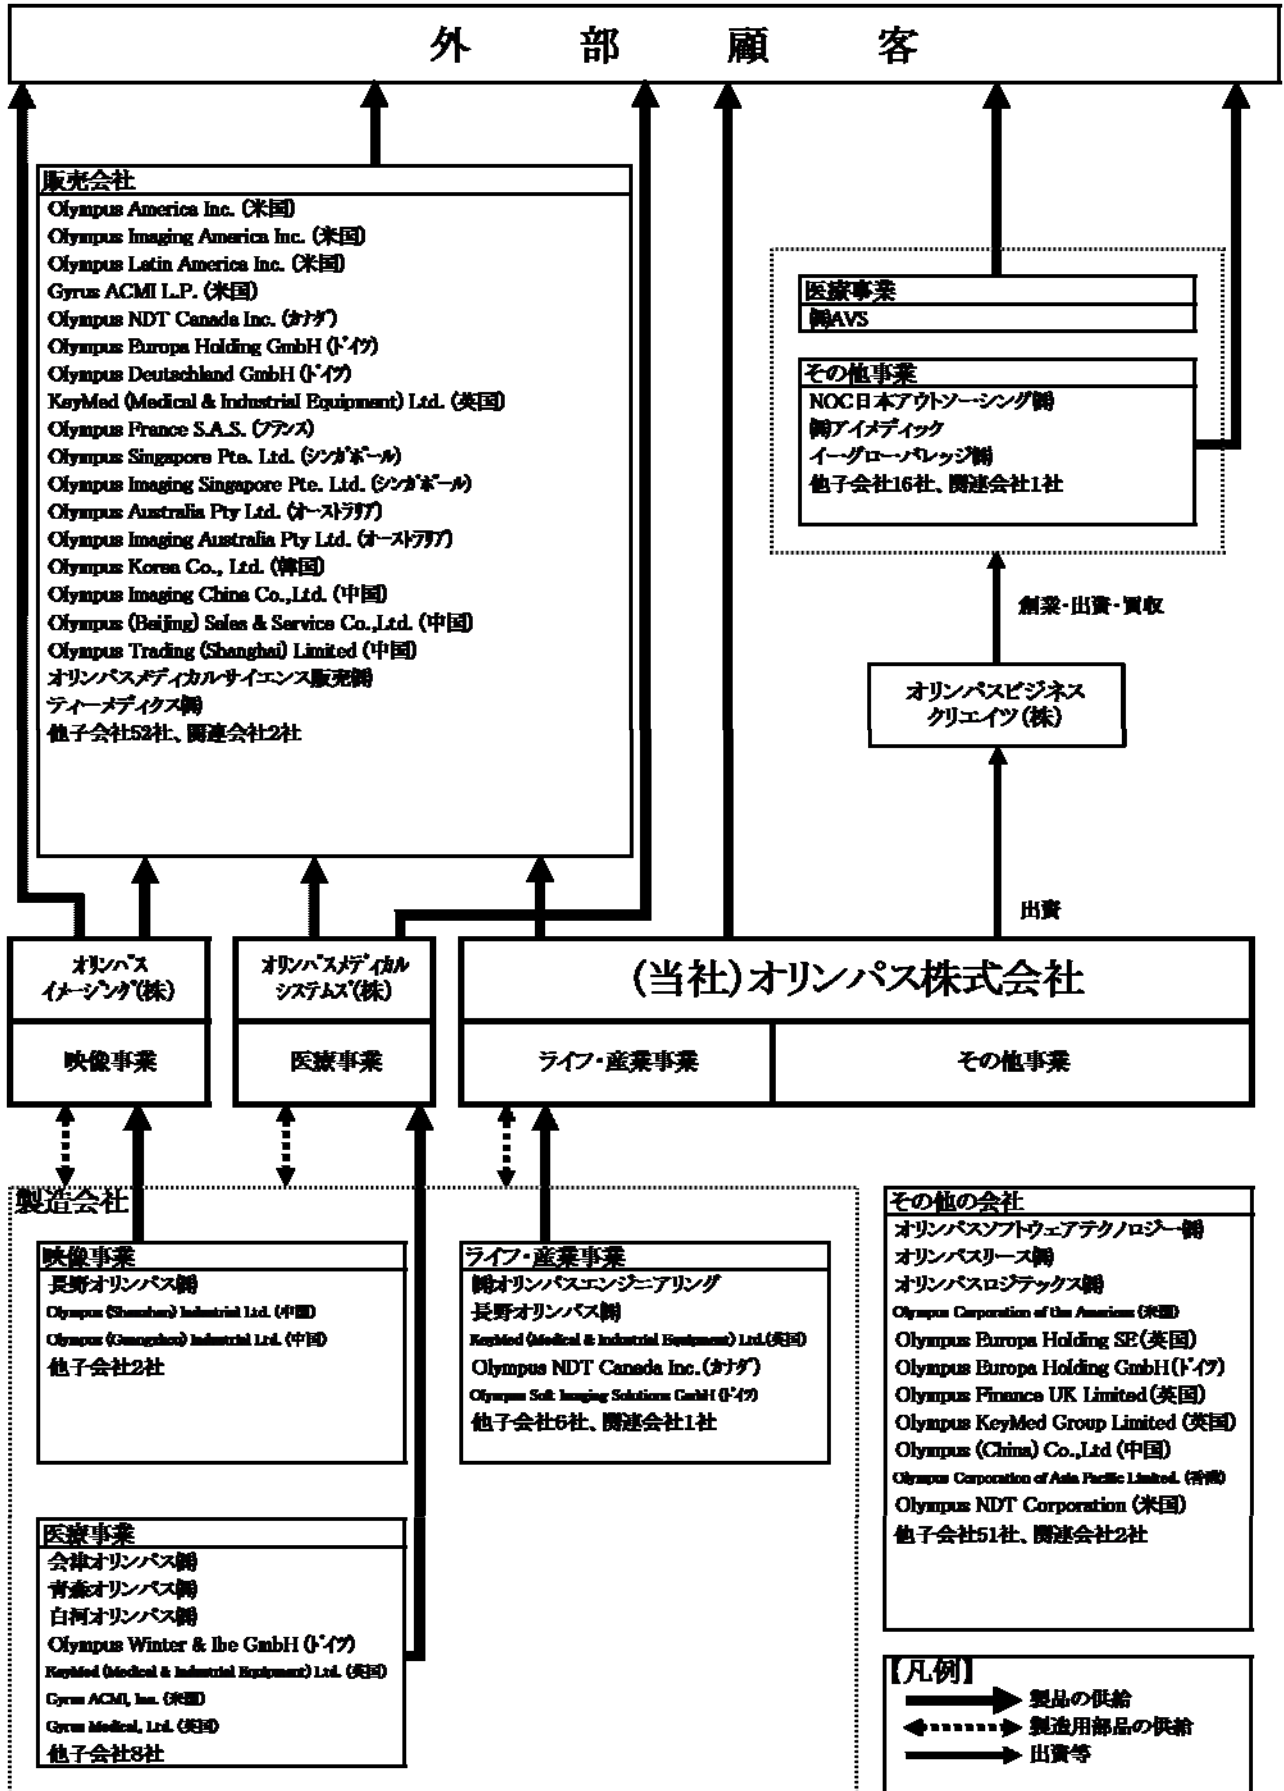 外部顧客
販売会社
Olympus America Inc. (米国)
Olympus Imaging America Inc. (米国)
Olympus Latin America Inc. (米国)
Gyrus ACMI L.P. (米国)
Olympus NDT Canada Inc. (カナダ)
Olympus Europa Holding GmbH (ドイツ)
Olympus Deutschland GmbH (ドイツ)
KeyMed (Medical & Industrial Equipment) Ltd. (英国)
Olympus France S.A.S. (フランス)
Olympus Singapore Pte. Ltd. (シンガポール)
Olympus Imaging Singapore Pte. Ltd. (シンガポール)
Olympus Australia Pty Ltd. (オーストラリア)
Olympus Imaging Australia Pty Ltd. (オーストラリア)
Olympus Korea Co., Ltd. (韓国)
Olympus Imaging China Co.,Ltd. (中国)
Olympus (Beijing) Sales & Service Co.,Ltd. (中国)
Olympus Trading (Shanghai) Limited (中国)
オリンパスメディカルサイエンス販売㈱
ティーメディクス㈱
他子会社52社、関連会社2社
医療事業
㈱AVS
その他事業
NOC日本アウトソーシング㈱
㈱アイメディック
イーグローバレッジ㈱
他子会社16社、関連会社1社
創業・出資・買収
オリンパスビジネス
クリエイツ(株)
出資
オリンパス
イメージング(株)
映像事業
オリンパスメディカル
システムズ(株)
医療事業
(当社)オリンパス株式会社
ライフ・産業事業
その他事業
製造会社
映像事業
長野オリンパス㈱
Olympus (Shenzhen) Industrial Ltd. (中国)
Olympus (Guangzhou) Industrial Ltd. (中国)
他子会社2社
ライフ・産業事業
㈱オリンパスエンジニアリング
長野オリンパス㈱
KeyMed (Medical & Industrial Equipment) Ltd.(英国)
Olympus NDT Canada Inc.(カナダ)
Olympus Soft Imaging Solutions GmbH (ドイツ)
他子会社6社、関連会社1社
医療事業
会津オリンパス㈱
青森オリンパス㈱
白河オリンパス㈱
Olympus Winter & Ibe GmbH (ドイツ)
KeyMed (Medical & Industrial Equipment) Ltd. (英国)
Gyrus ACMI, Inc. (米国)
Gyrus Medical, Ltd. (英国)
他子会社8社
その他の会社
オリンパスソフトウェアテクノロジー㈱
オリンパスリース㈱
オリンパスロジテックス㈱
Olympus Corporation of the Americas (米国)
Olympus Europa Holding SE(英国)
Olympus Europa Holding GmbH(ドイツ)
Olympus Finance UK Limited(英国)
Olympus KeyMed Group Limited (英国)
Olympus (China) Co.,Ltd (中国)
Olympus Corporation of Asia Pacific Limited. (香港)
Olympus NDT Corporation (米国)
他子会社51社、関連会社2社
【凡例】
製品の供給
製造用部品の供給
出資等